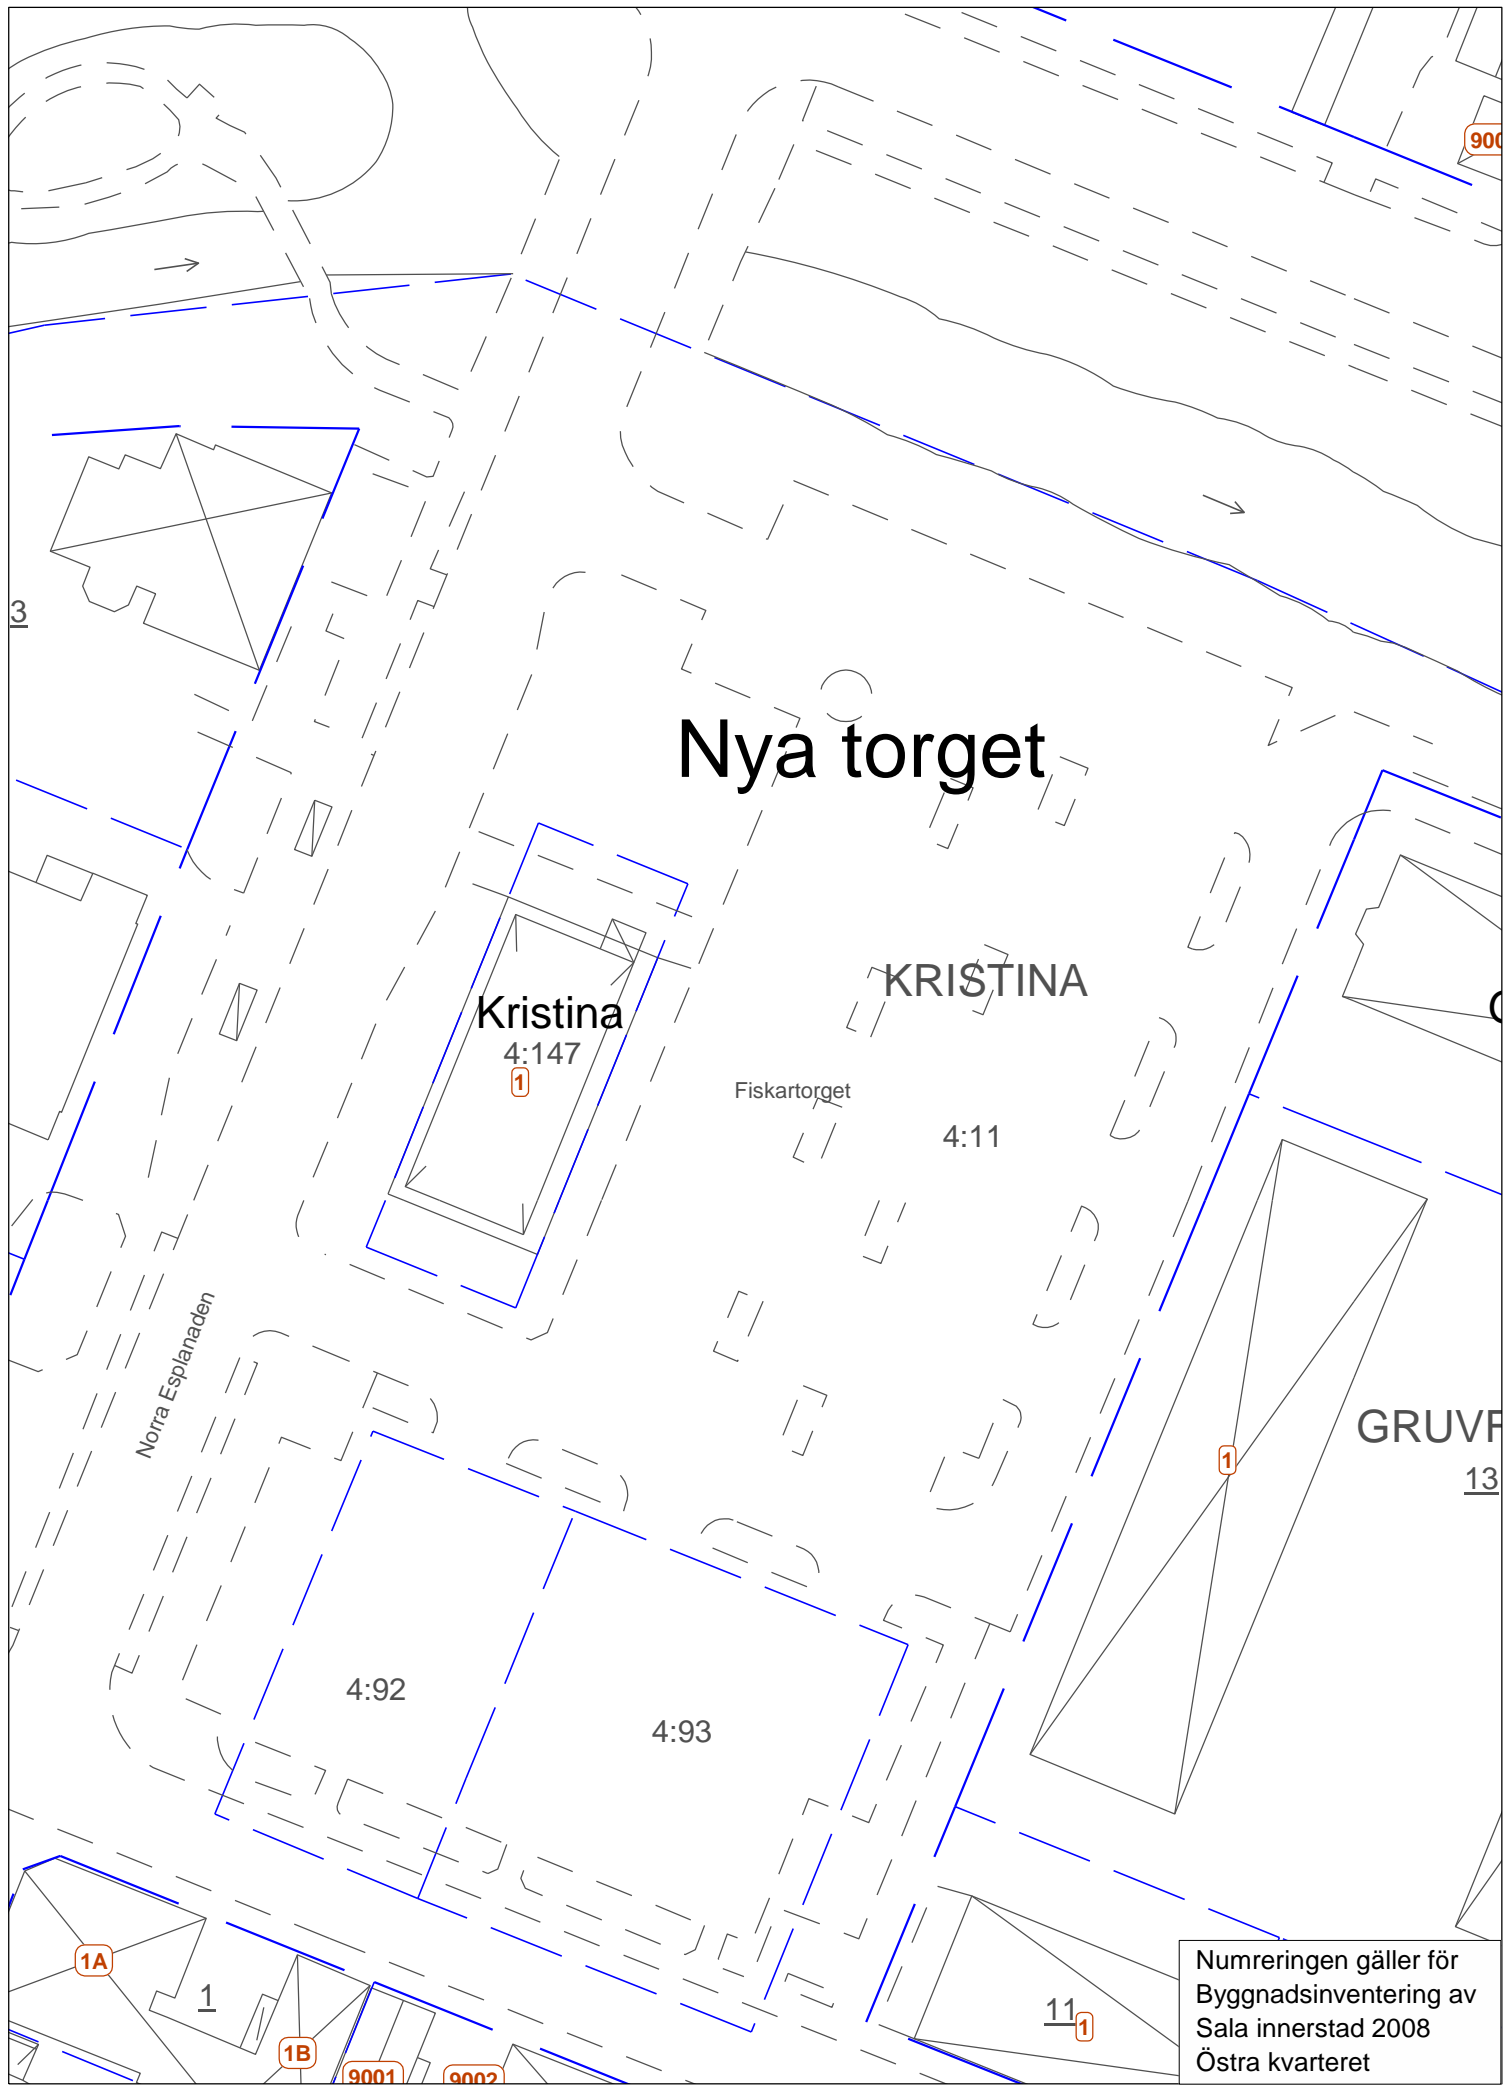 900
3
Nya torget
KRISTINA
Kristina
4:147
1
Fiskartorget
4:11
Norra Esplanaden
GRUVF
1
13
4:92
4:93
1A
1
1B
9001
9002
11
1
Numreringen gäller för
Byggnadsinventering av
Sala innerstad 2008
Östra kvarteret